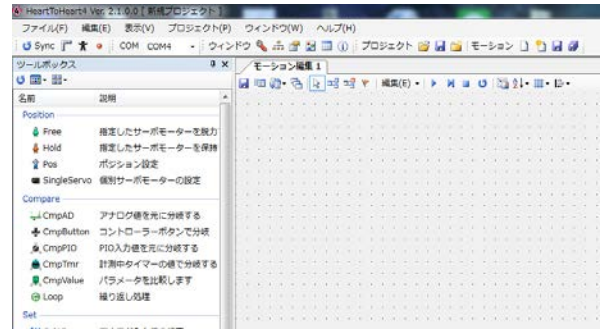 HeartToHeart4 Ver. 2.1.0.0 [ 新規プロジェクト ]
ファイル(F) 編集(E) 表示(V) プロジェクト(P) ウィンドウ(W) ヘルプ(H)
Sync COM COM4 ウィンドウ プロジェクト モーション
ツールボックス
モーション編集 1
編集(E)
名前 説明
Position
Free 指定したサーボモーターを脱力
Hold 指定したサーボモーターを保持
Pos ポジション設定
SingleServo 個別サーボモーターの設定
Compare
CmpAD アナログ値を元に分岐する
CmpButton コントローラーボタンで分岐
CmpPIO PIO入力値を元に分岐する
CmpTmr 計測中タイマーの値で分岐する
CmpValue パラメータを比較します
Loop 繰り返し処理
Set